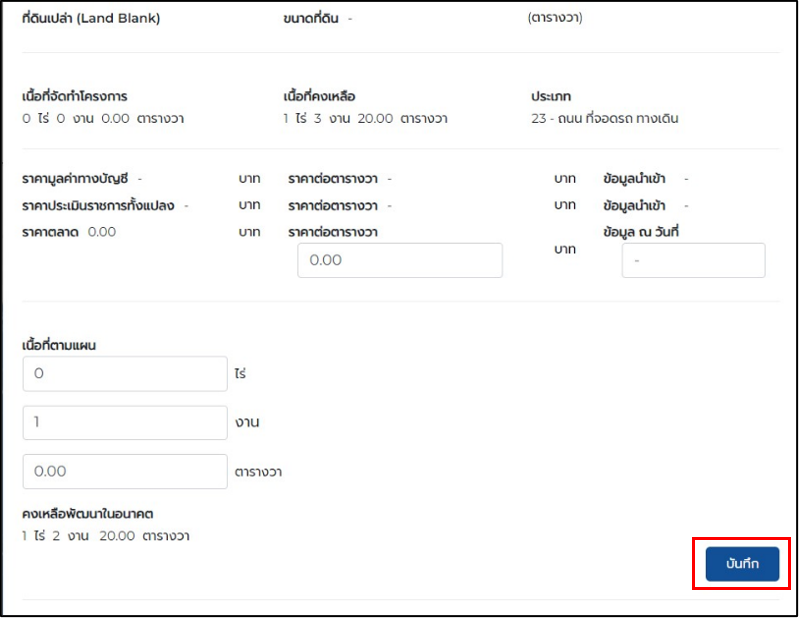 ที่ดินเปล่า (Land Blank) ขนาดที่ดิน - (ตารางวา)
เนื้อที่จัดทำโครงการ เนื้อที่คงเหลือ ประเภท
0 ไร่ 0 งาน 0.00 ตารางวา 1 ไร่ 3 งาน 20.00 ตารางวา 23 - ถนน ที่จอดรถ ทางเดิน
ราคามูลค่าทางบัญชี - บาท ราคาต่อตารางวา - บาท ข้อมูลนำเข้า -
ราคาประเมินราชการทั้งแปลง - บาท ราคาต่อตารางวา - บาท ข้อมูลนำเข้า -
ราคาตลาด 0.00 บาท ราคาต่อตารางวา ข้อมูล ณ วันที่
0.00 บาท -
เนื้อที่ตามแผน
0 ไร่
1 งาน
0.00 ตารางวา
คงเหลือพัฒนาในอนาคต
1 ไร่ 2 งาน 20.00 ตารางวา
บันทึก